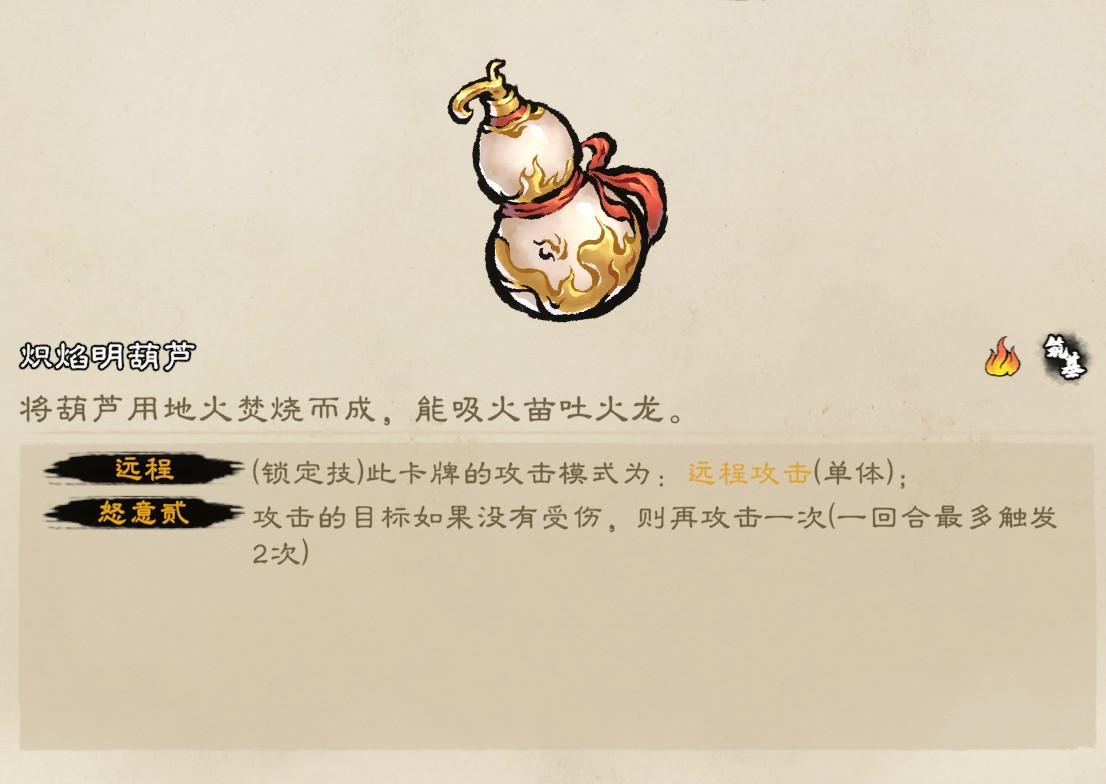 炽焰明葫芦
筑基
将葫芦用地火焚烧而成，能吸火苗吐火龙。
远程 (锁定技)此卡牌的攻击模式为：远程攻击(单体)；
怒意贰 攻击的目标如果没有受伤，则再攻击一次(一回合最多触发
2次)